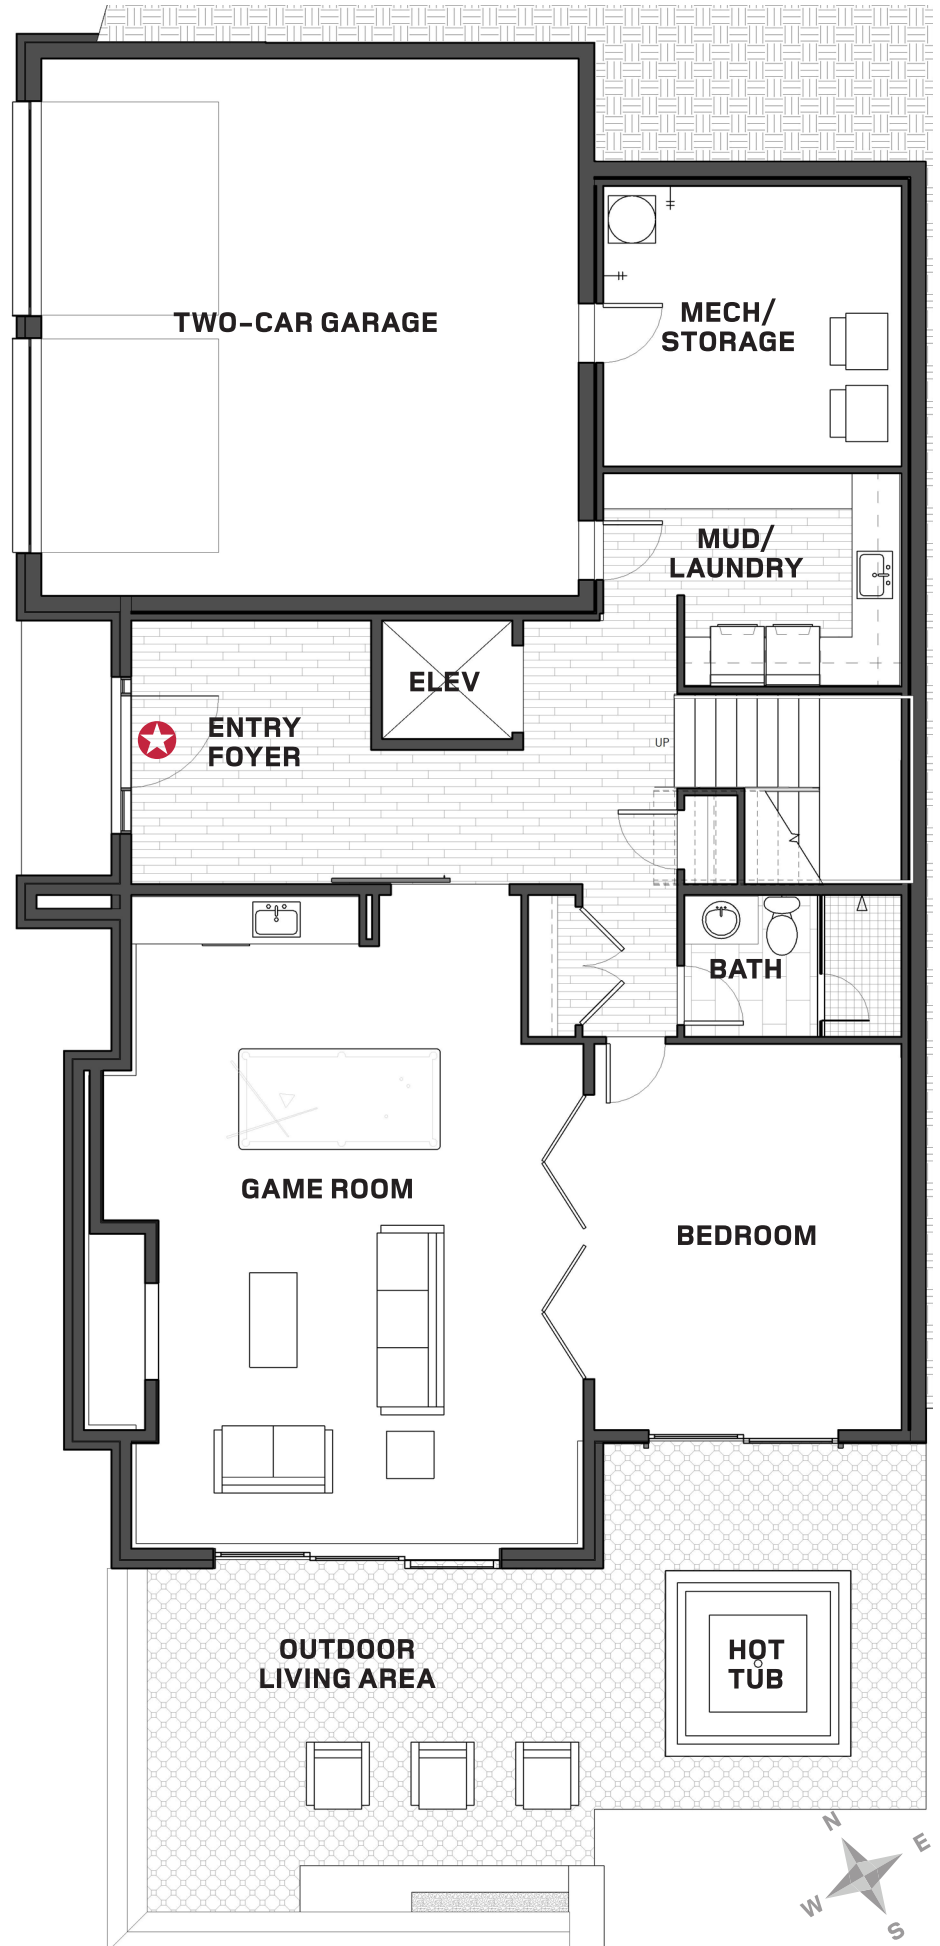 TWO-CAR GARAGE
MECH/
STORAGE
MUD/
LAUNDRY
ELEV
ENTRY
FOYER
UP
BATH
GAME ROOM
BEDROOM
OUTDOOR
LIVING AREA
HOT
TUB
N
E
W
S